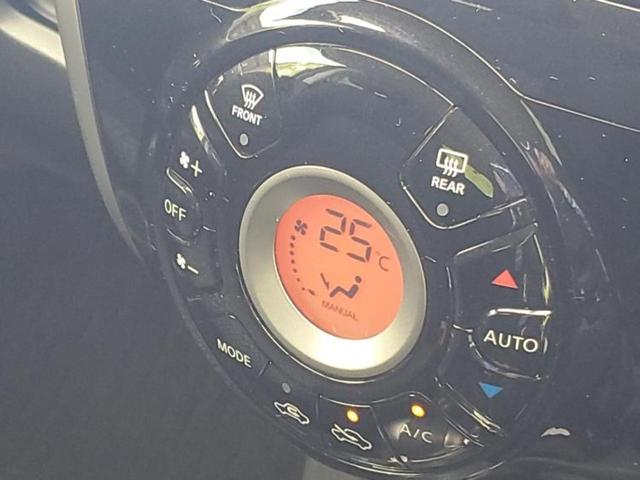 FRONT
REAR
+
OFF
-
25°C
MANUAL
AUTO
MODE
A/C